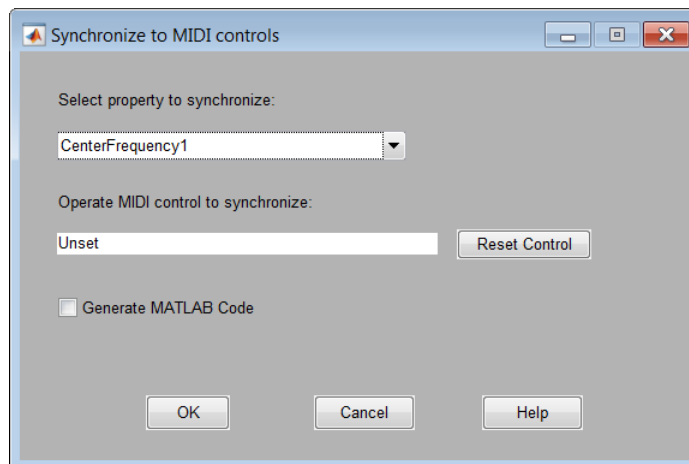 Synchronize to MIDI controls
Select property to synchronize:
CenterFrequency1
Operate MIDI control to synchronize:
Unset
Reset Control
Generate MATLAB Code
OK
Cancel
Help